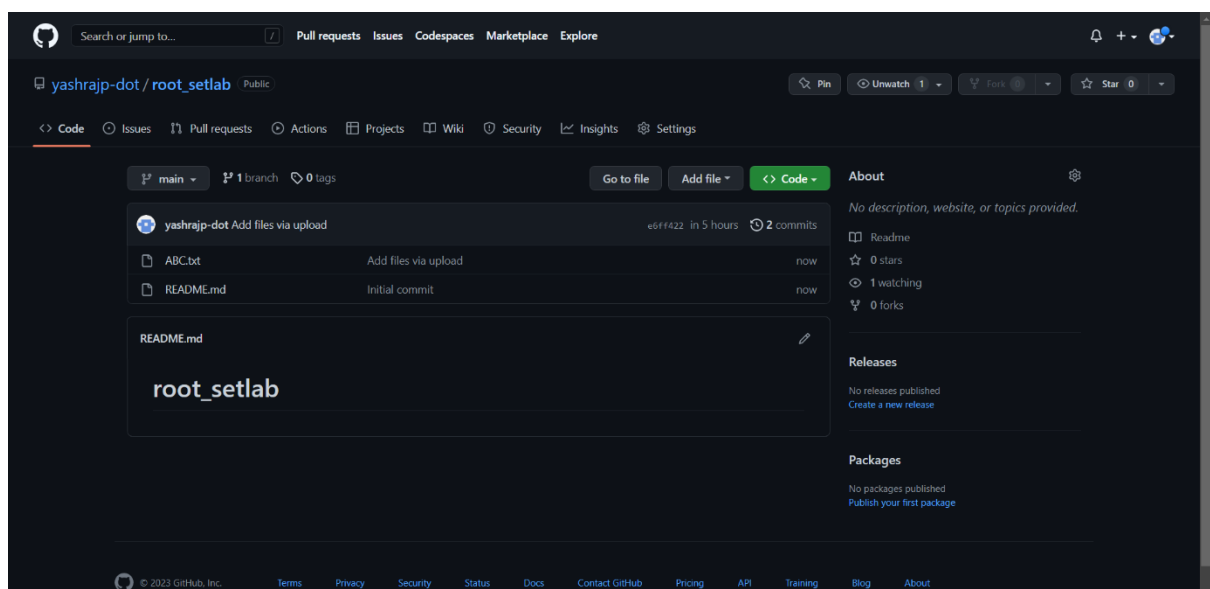 Search or jump to... / Pull requests Issues Codespaces Marketplace Explore
yashrajp-dot / root_setlab Public
Pin Unwatch 1 Fork 0 Star 0
Code Issues Pull requests Actions Projects Wiki Security Insights Settings
main 1 branch 0 tags
Go to file Add file Code
yashrajp-dot Add files via upload e6ff422 in 5 hours 2 commits
ABC.txt Add files via upload now
README.md Initial commit now
README.md
root_setlab
About
No description, website, or topics provided.
Readme
0 stars
1 watching
0 forks
Releases
No releases published
Create a new release
Packages
No packages published
Publish your first package
© 2023 GitHub, Inc. Terms Privacy Security Status Docs Contact GitHub Pricing API Training Blog About